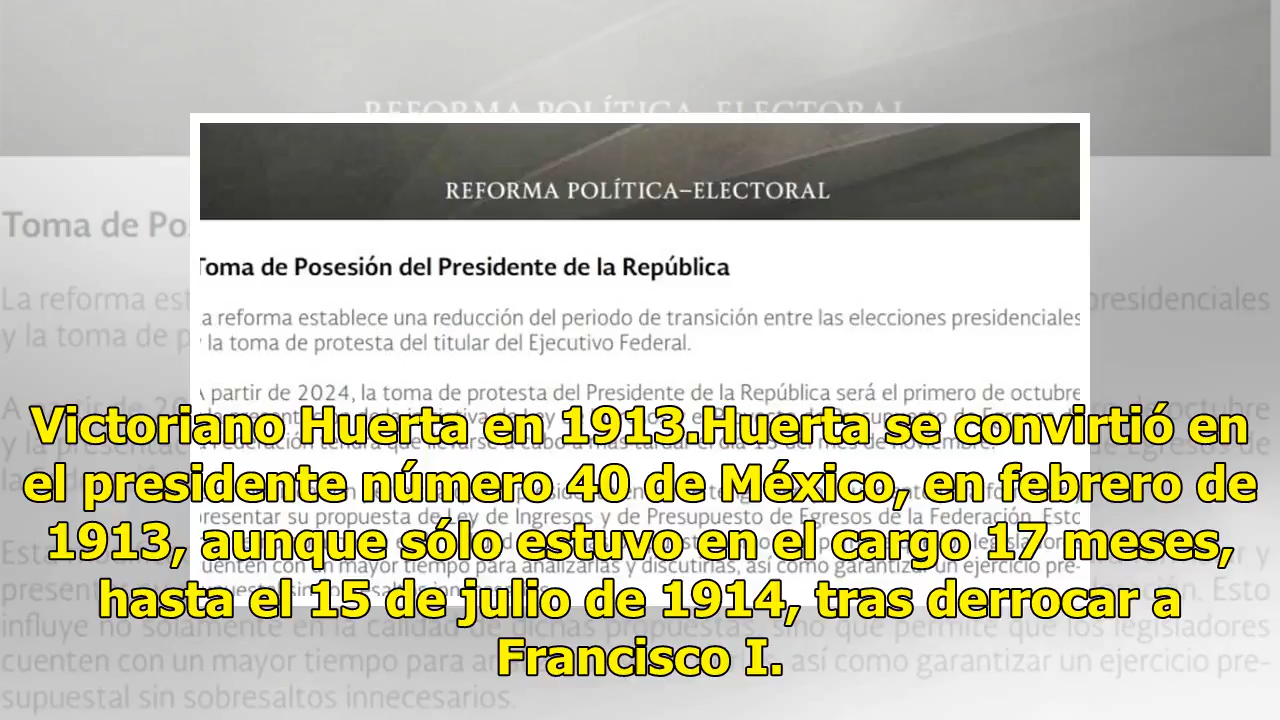 REFORMA POLÍTICA–ELECTORAL
REFORMA POLÍTICA–ELECTORAL
Toma de Po
Toma de Posesión del Presidente de la República
La reforma est
a reforma establece una reducción del periodo de transición entre las elecciones presidenciales
presidenciales
y la toma de p
la toma de protesta del titular del Ejecutivo Federal.
partir de 2024, la toma de protesta del Presidente de la República será el primero de octubre
Victoriano Huerta en 1913.Huerta se convirtió en
el presidente número 40 de México, en febrero de
1913, aunque sólo estuvo en el cargo 17 meses,
hasta el 15 de julio de 1914, tras derrocar a
Francisco I.
resentar su propuesta de Ley de Ingresos y de Presupuesto de Egresos de la Federación. Esto
uenten con un mayor tiempo para analizarlas y discutirlas, así como garantizar un ejercicio pre-
influye no solamente en la calidad de dichas propuestas, sino que permite que los legisladores
cuenten con un mayor tiempo para
así como garantizar un ejercicio pre-
supuestal sin sobresaltos innecesarios.